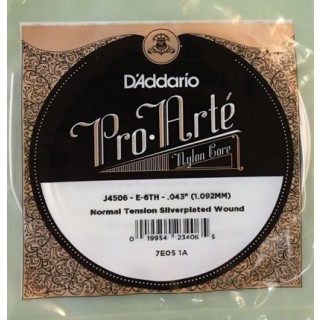 D'Addario
Pro·Arté
Nylon Core
J4506 - E-6TH - .043" (1.092MM)
Normal Tension Silverplated Wound
0 19954 23406 5
7E05 1A